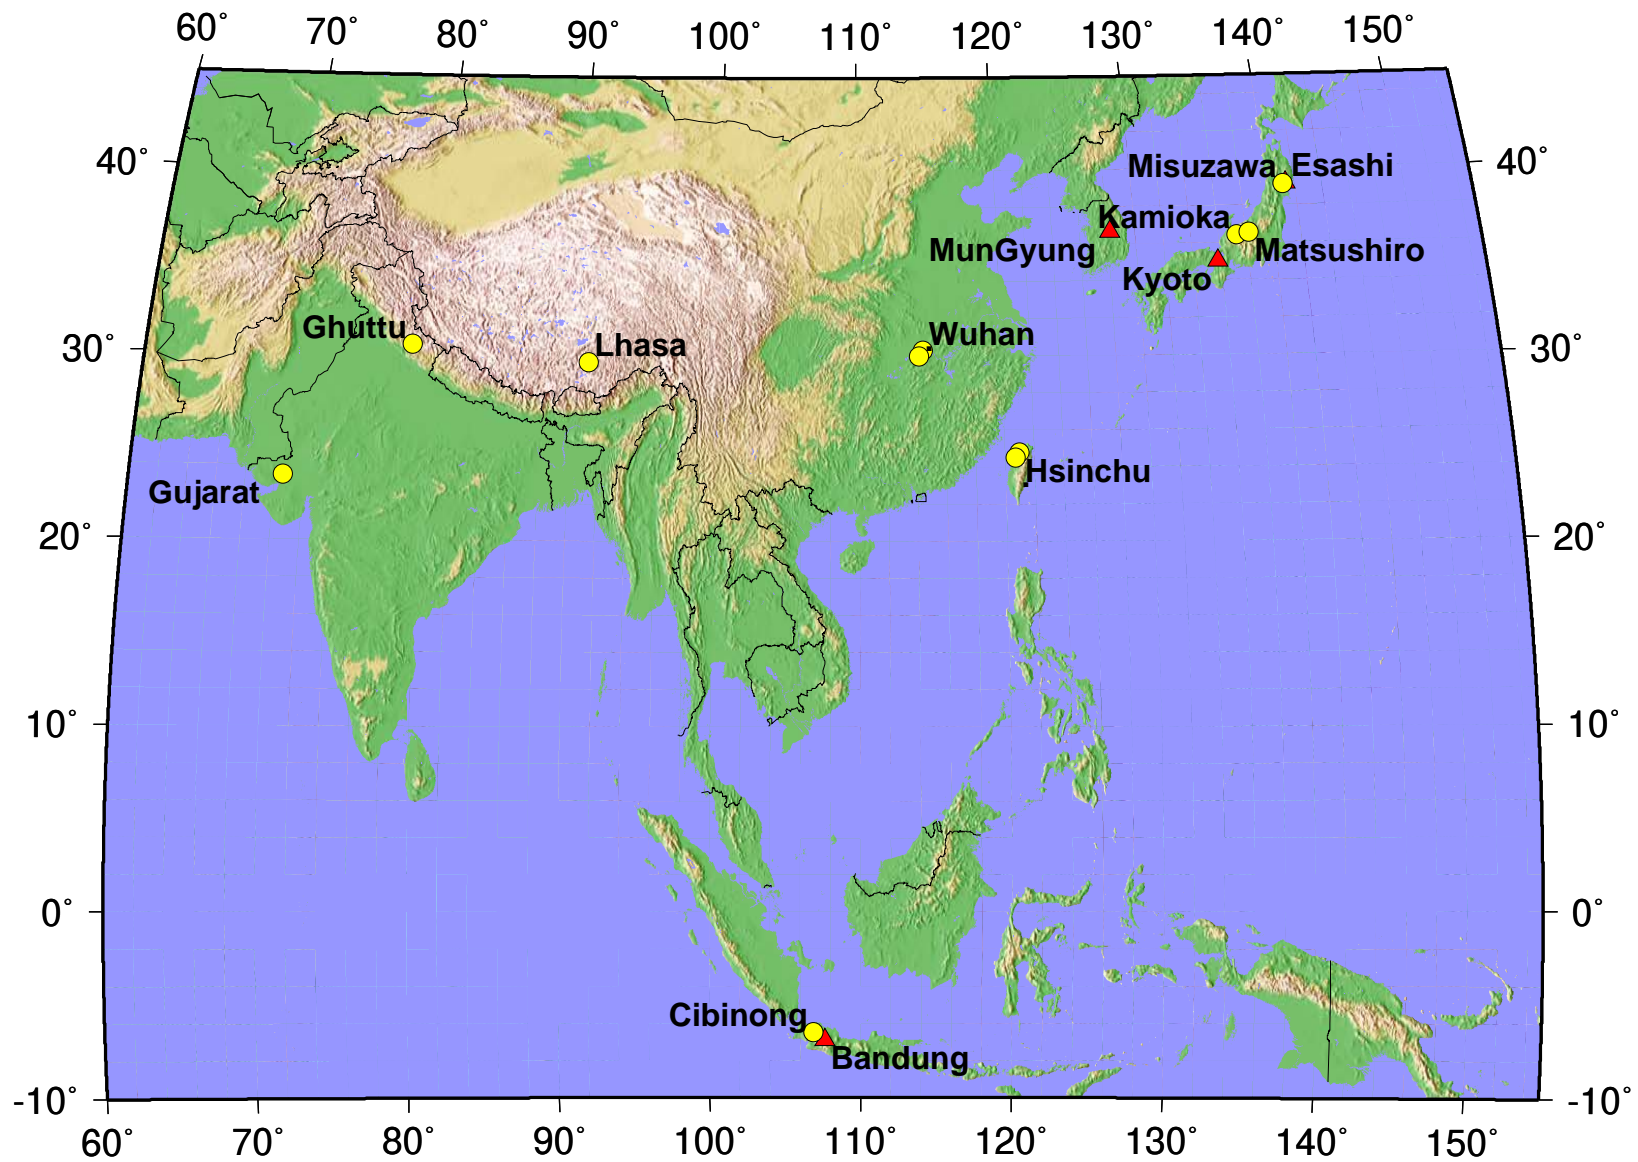 60° 70° 80° 90° 100° 110° 120° 130° 140° 150°
40° 40°
Misuzawa Esashi
Kamioka
MunGyung Matsushiro
Kyoto
Ghuttu Wuhan
Lhasa
30° 30°
Hsinchu
Gujarat
20° 20°
10° 10°
0° 0°
Cibinong
Bandung
-10° -10°
60° 70° 80° 90° 100° 110° 120° 130° 140° 150°